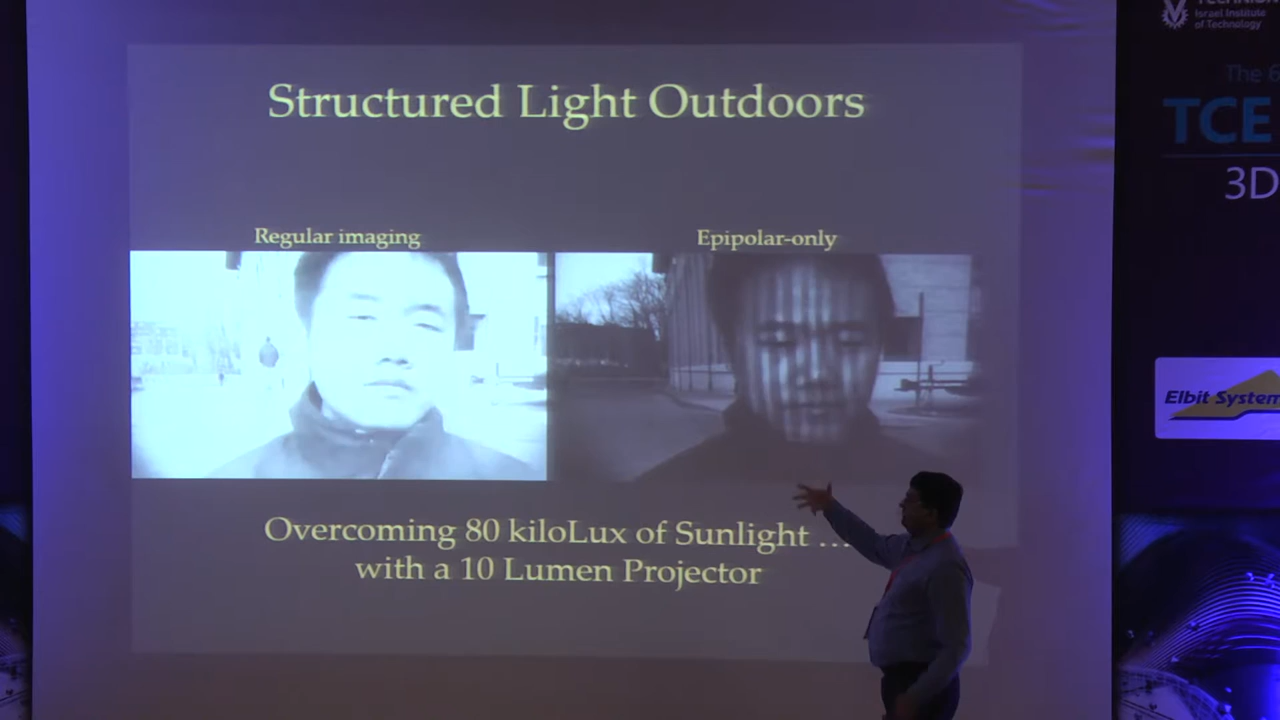 Structured Light Outdoors
Regular imaging
Epipolar-only
Overcoming 80 kiloLux of Sunlight ...
with a 10 Lumen Projector
Israel Institute
of Technology
The
TCE
3D
Elbit System